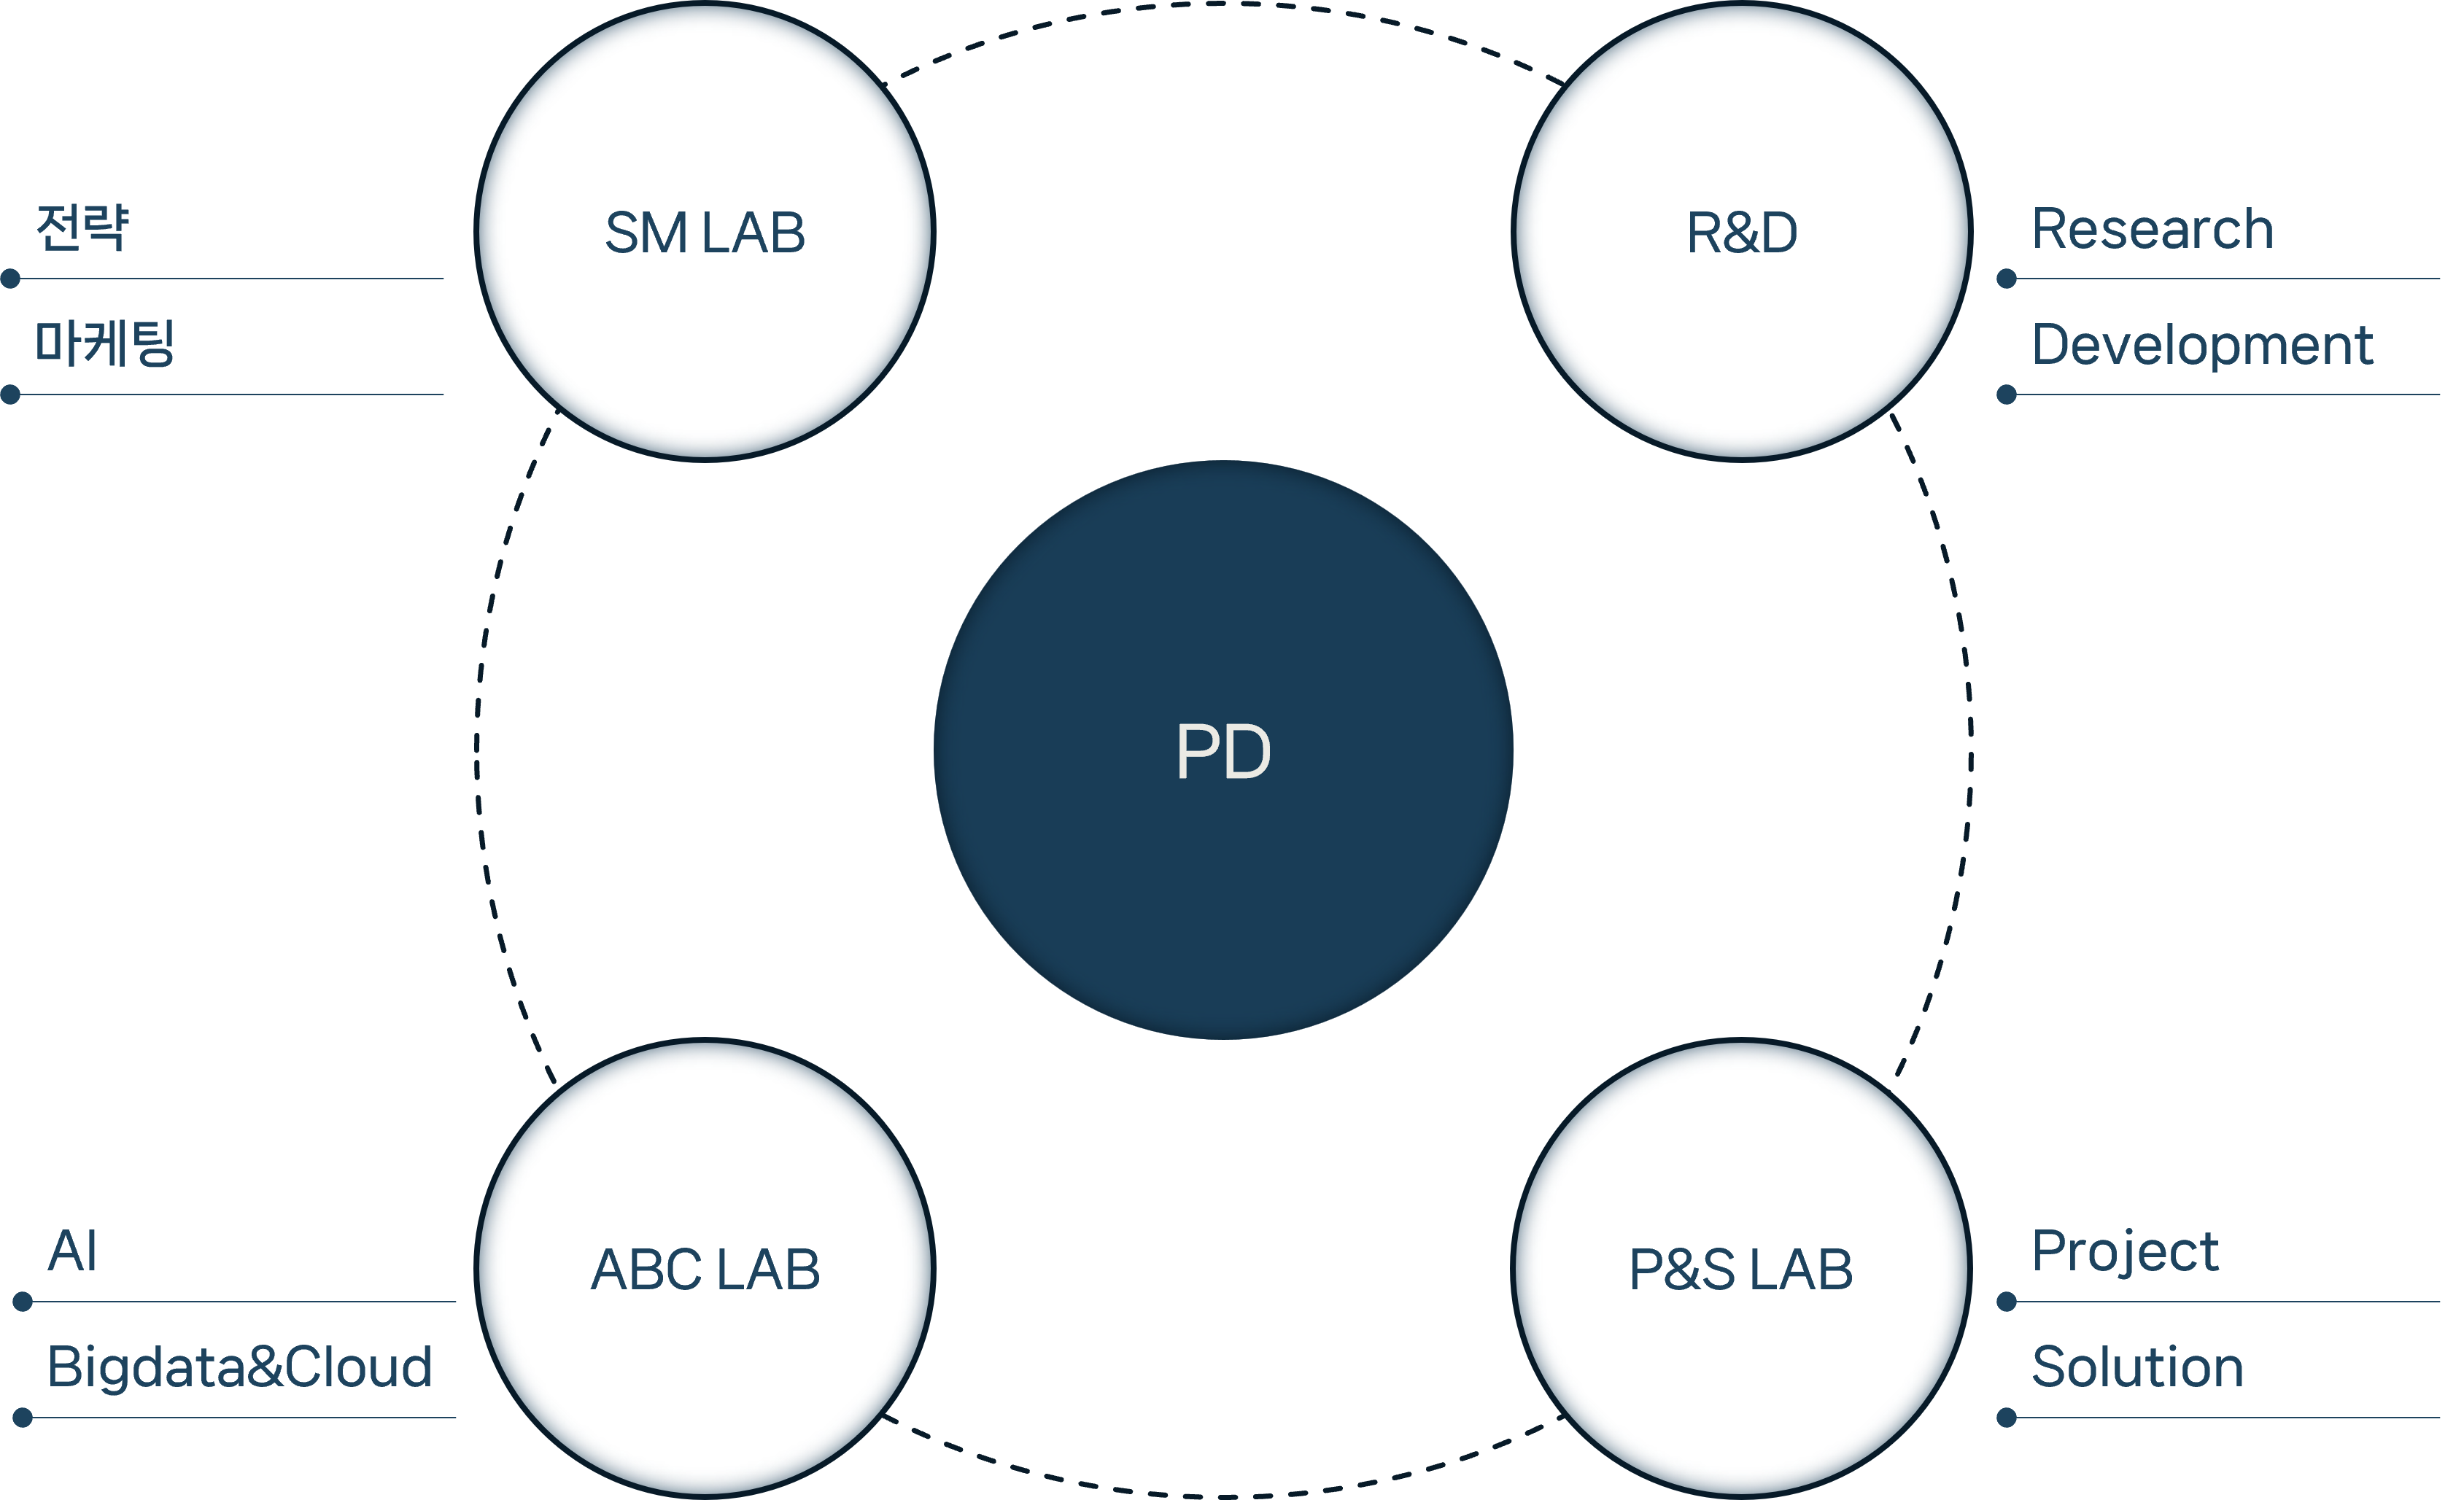 전략
마케팅
SM LAB
R&D
Research
Development
PD
AI
Bigdata&Cloud
ABC LAB
P&S LAB
Project
Solution